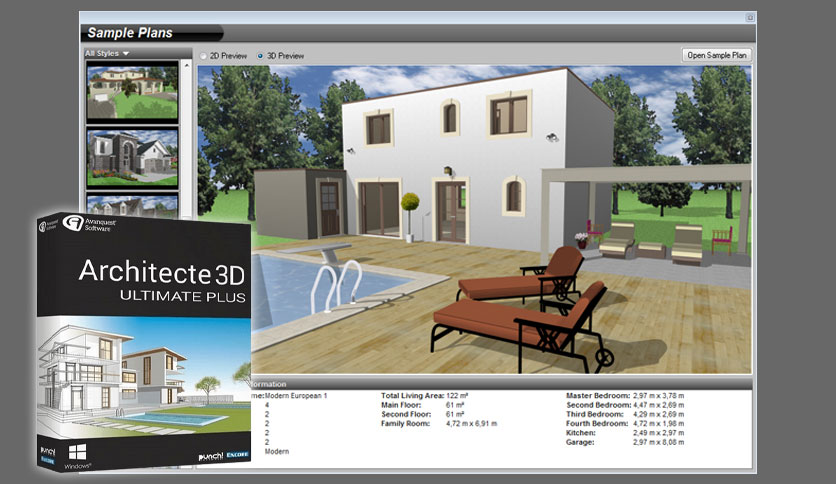 Sample Plans
All Styles
2D Preview
3D Preview
Open Sample Plan
Avanquest
Software
Architecte 3D
ULTIMATE PLUS
Windows®
punch!
ENCORE
punch! ENCORE
formation
me: Modern European 1
4
2
2
2
2
Modern
Total Living Area: 122 m²
Main Floor: 61 m²
Second Floor: 61 m²
Family Room: 4,72 m x 6,91 m
Master Bedroom: 2,97 m x 3,78 m
Second Bedroom: 4,47 m x 2,69 m
Third Bedroom: 4,29 m x 2,69 m
Fourth Bedroom: 4,72 m x 1,98 m
Kitchen: 2,49 m x 2,97 m
Garage: 2,97 m x 8,08 m